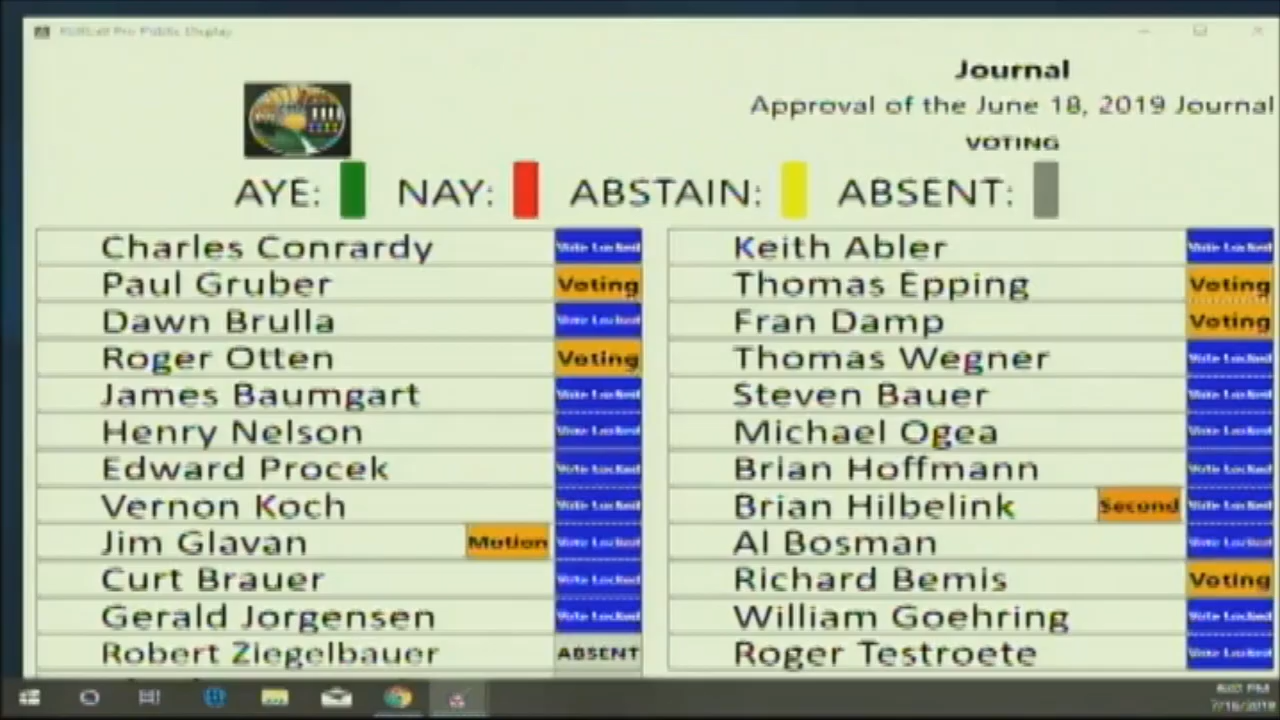 Public Display
Journal
Approval of the June 18, 2019 Journal
VOTING
AYE: NAY: ABSTAIN: ABSENT:
Charles Conrardy Vote Locked Keith Abler Vote Locked
Paul Gruber Voting Thomas Epping Voting
Dawn Brulla Vote Locked Fran Damp Voting
Roger Otten Voting Thomas Wegner Vote Locked
James Baumgart Vote Locked Steven Bauer Vote Locked
Henry Nelson Vote Locked Michael Ogea Vote Locked
Edward Procek Vote Locked Brian Hoffmann Vote Locked
Vernon Koch Vote Locked Brian Hilbelink Second Vote Locked
Jim Glavan Motion Vote Locked Al Bosman Vote Locked
Curt Brauer Vote Locked Richard Bemis Voting
Gerald Jorgensen Vote Locked William Goehring Vote Locked
Robert Ziegelbauer ABSENT Roger Testroete Vote Locked